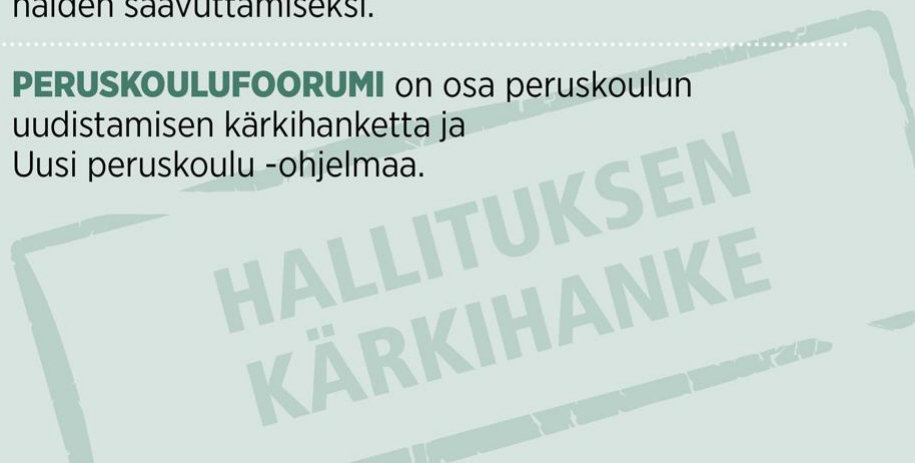 näiden saavuttamiseksi.
PERUSKOULUFOORUMI on osa peruskoulun
uudistamisen kärkihanketta ja
Uusi peruskoulu -ohjelmaa.
HALLITUKSEN
KÄRKIHANKE